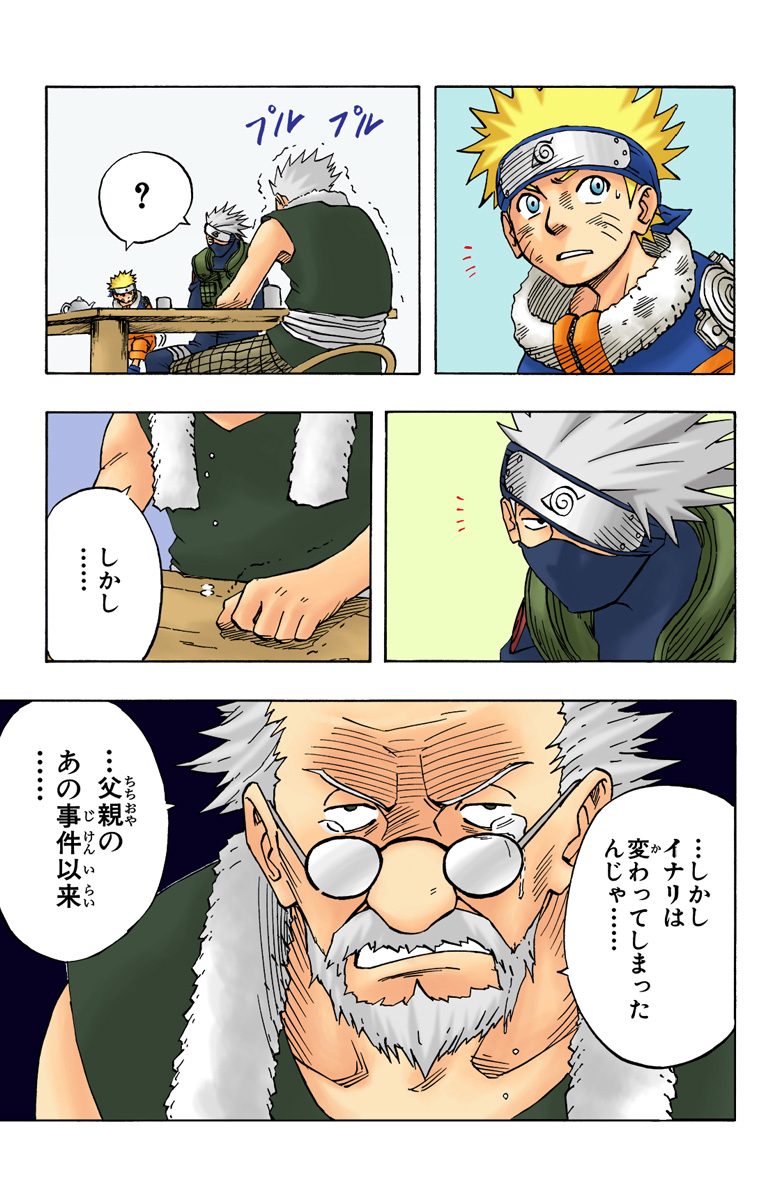 プル プル
？
しかし
……
…しかし
イナリは
変わってしまった
んじゃ……
…父親の
あの事件以来
……